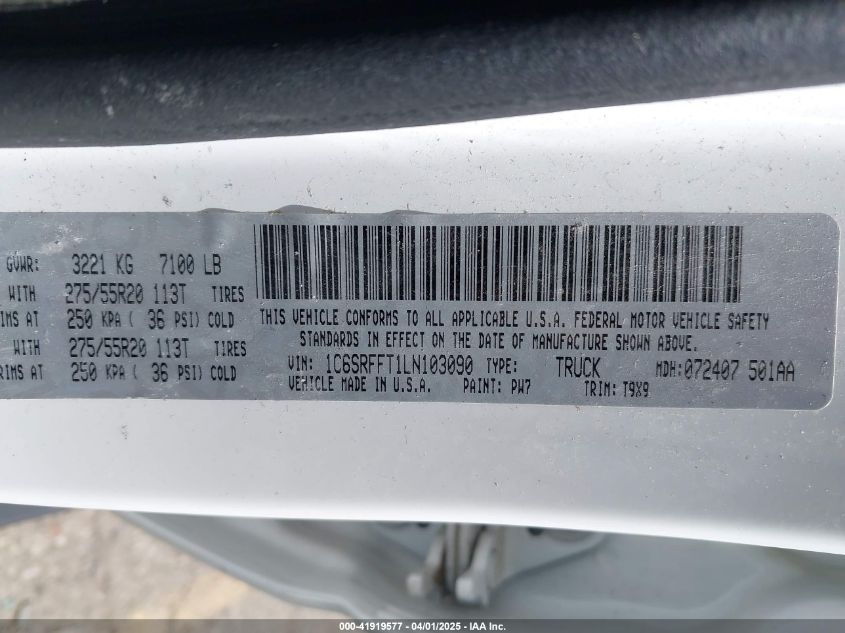 GVWR: 3221 KG 7100 LB
WITH 275/55R20 113T TIRES
IMS AT 250 KPA ( 36 PSI) COLD
WITH 275/55R20 113T TIRES
RIMS AT 250 KPA ( 36 PSI) COLD
THIS VEHICLE CONFORMS TO ALL APPLICABLE U.S.A. FEDERAL MOTOR VEHICLE SAFETY
STANDARDS IN EFFECT ON THE DATE OF MANUFACTURE SHOWN ABOVE.
VIN: 1C6SRFFT1LN103090 TYPE: TRUCK MDH:072407 501AA
VEHICLE MADE IN U.S.A. PAINT: PW7 TRIM: T9X9
000-41919577 - 04/01/2025 - IAA Inc.